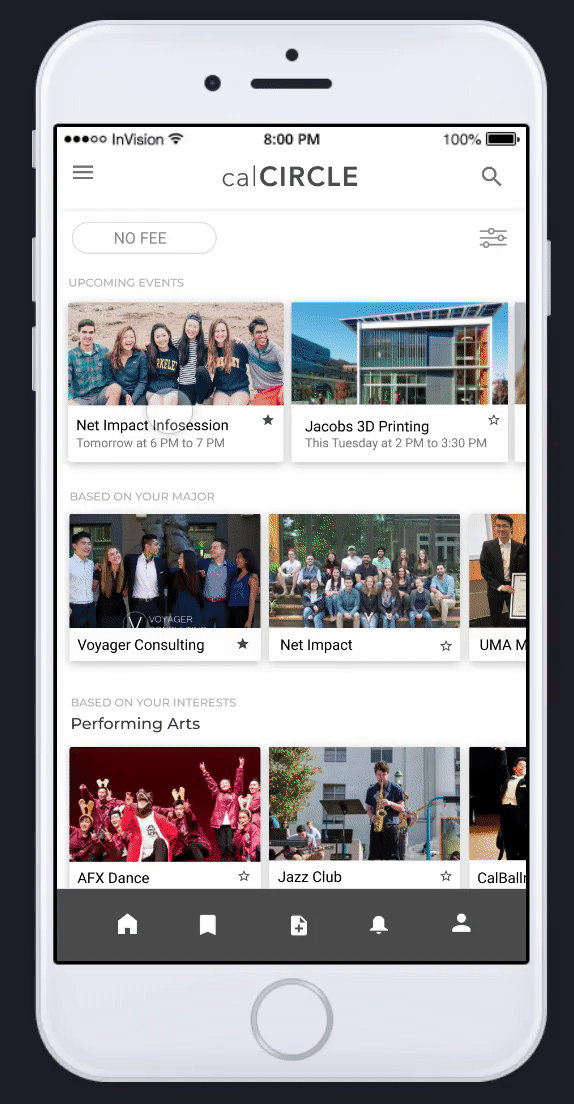 InVision 8:00 PM 100%
calCIRCLE
NO FEE
UPCOMING EVENTS
Net Impact Infosession
Tomorrow at 6 PM to 7 PM
Jacobs 3D Printing
This Tuesday at 2 PM to 3:30 PM
BASED ON YOUR MAJOR
VOYAGER
Voyager Consulting
Net Impact
UMA M
BASED ON YOUR INTERESTS
Performing Arts
AFX Dance
Jazz Club
CalBallr